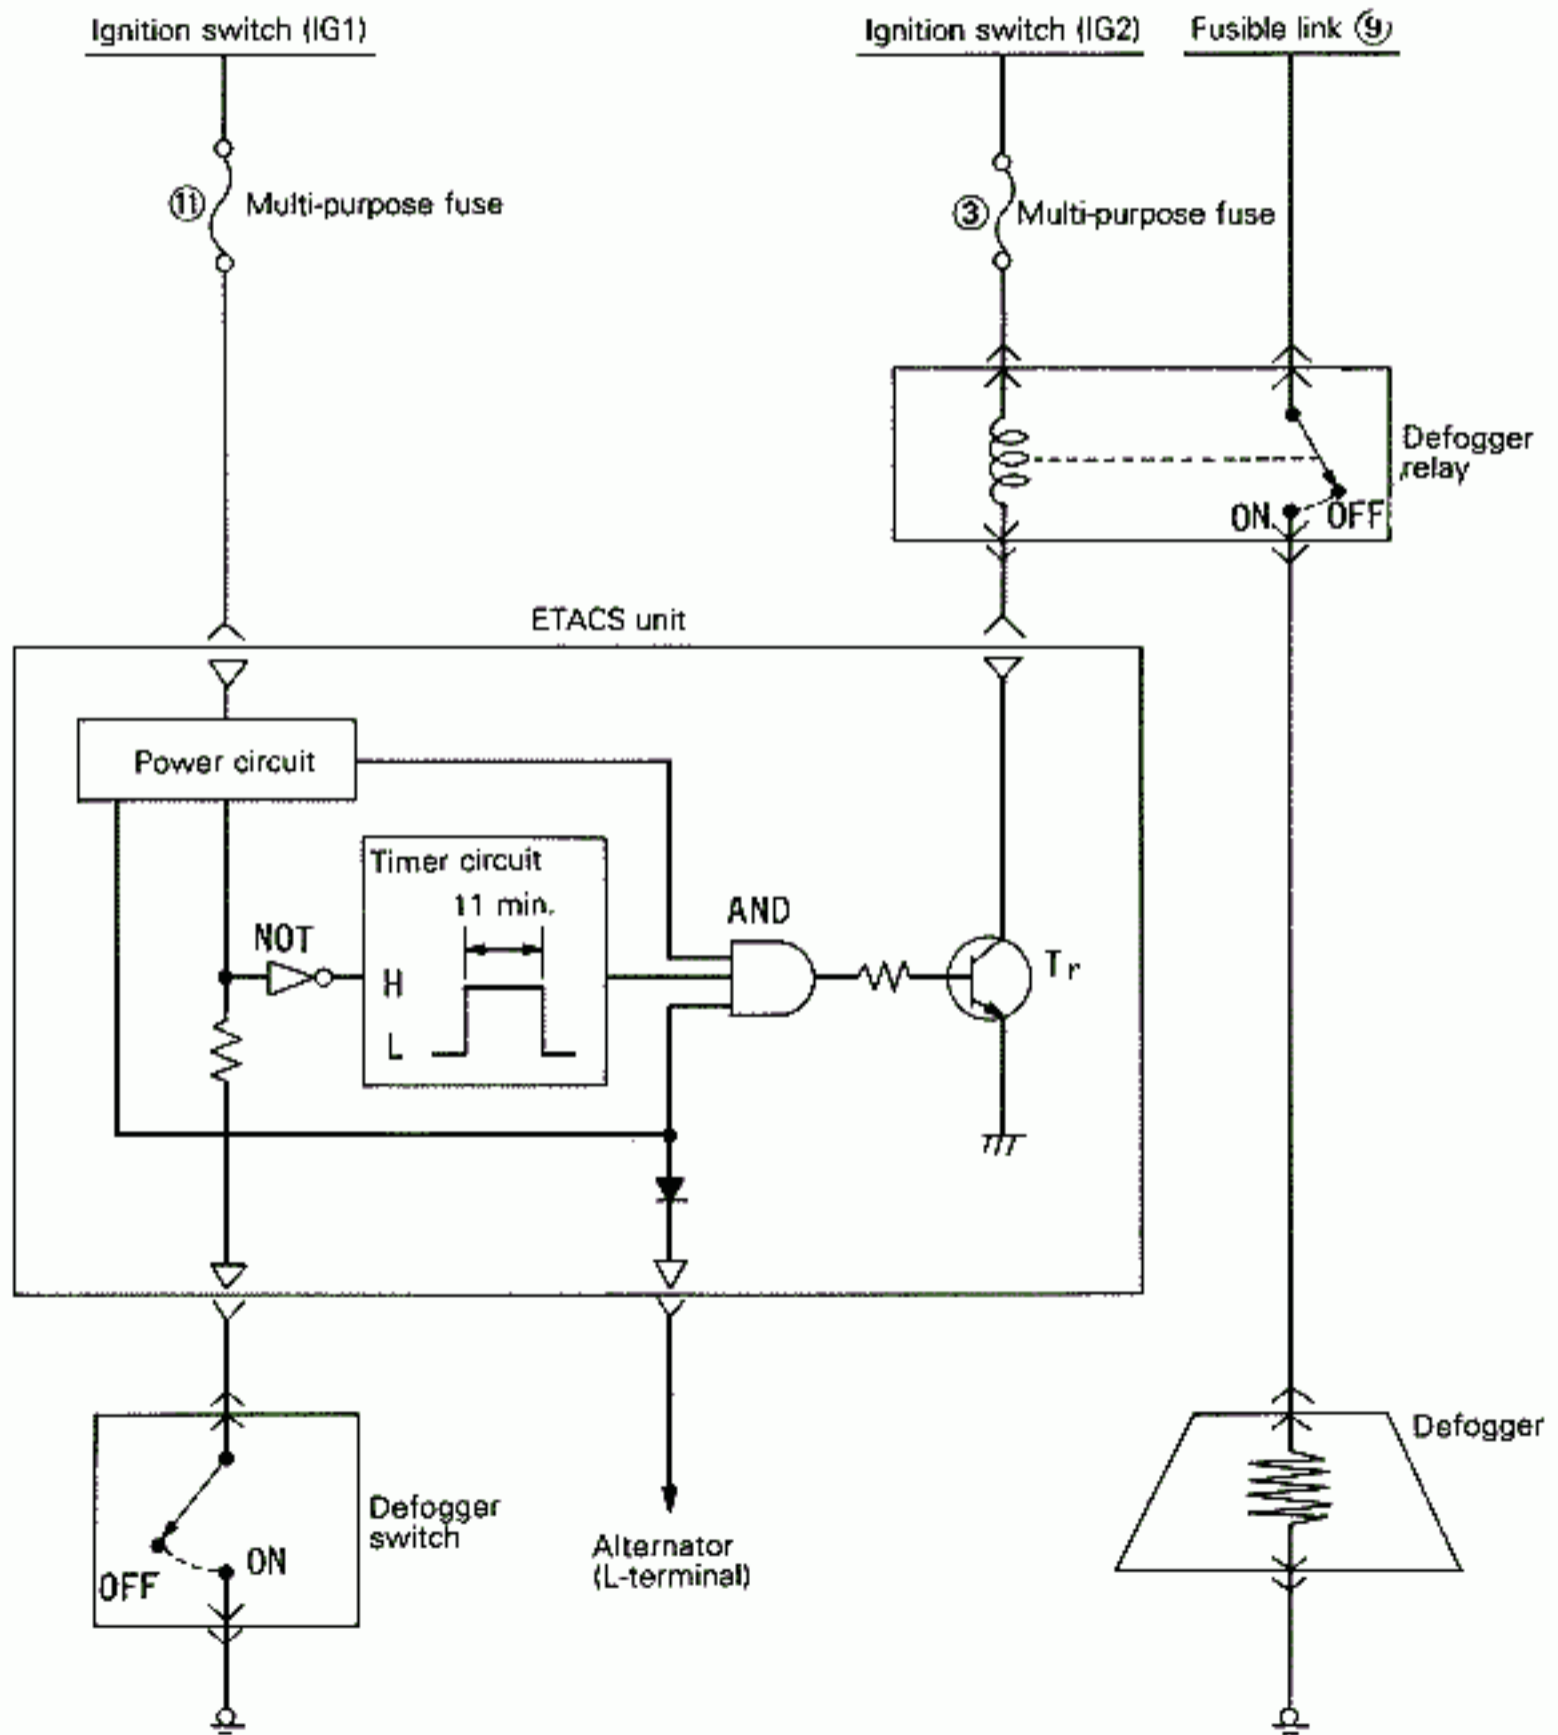 Ignition switch (IG1)
Ignition switch (IG2)
Fusible link ⑨
⑪ Multi-purpose fuse
③ Multi-purpose fuse
Defogger
relay
ON OFF
ETACS unit
Power circuit
Timer circuit
11 min.
AND
NOT
H
L
Tr
Defogger
Defogger
switch
OFF
ON
Alternator
(L-terminal)